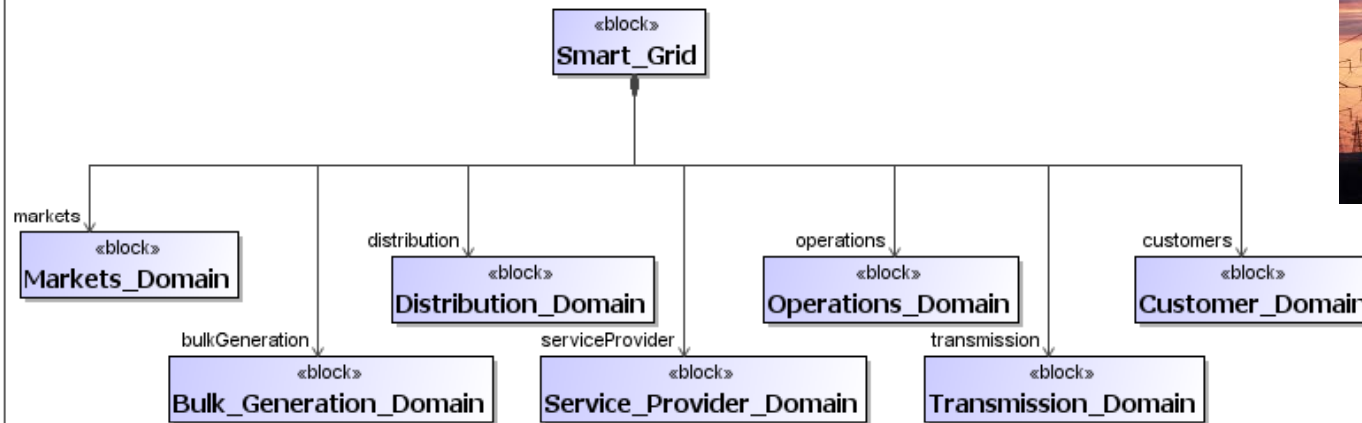 «block»
Smart_Grid
markets
«block»
Markets_Domain
distribution
«block»
Distribution_Domain
operations
«block»
Operations_Domain
customers
«block»
Customer_Domain
bulkGeneration
«block»
Bulk_Generation_Domain
serviceProvider
«block»
Service_Provider_Domain
transmission
«block»
Transmission_Domain